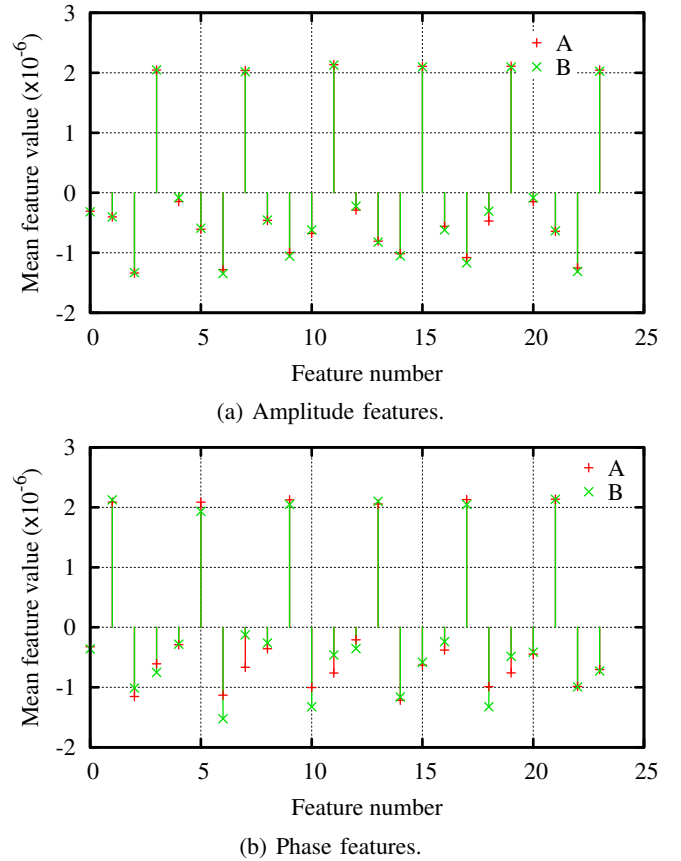 3
2
1
0
-1
-2
Mean feature value (x10⁻⁶)
A
B
0 5 10 15 20 25
Feature number
(a) Amplitude features.
3
2
1
0
-1
-2
Mean feature value (x10⁻⁶)
A
B
0 5 10 15 20 25
Feature number
(b) Phase features.